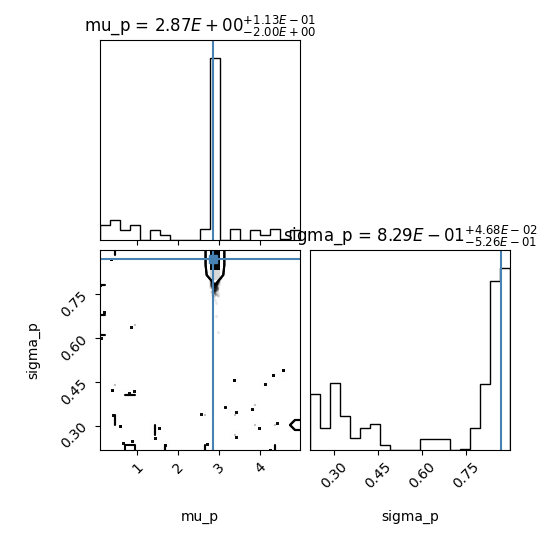 mu_p = 2.87E + 00+1.13E − 01 −2.00E + 00
sigma_p = 8.29E − 01+4.68E − 02 −5.26E − 01
sigma_p
0.75
0.60
0.45
0.30
1 2 3 4
0.30 0.45 0.60 0.75
mu_p
sigma_p